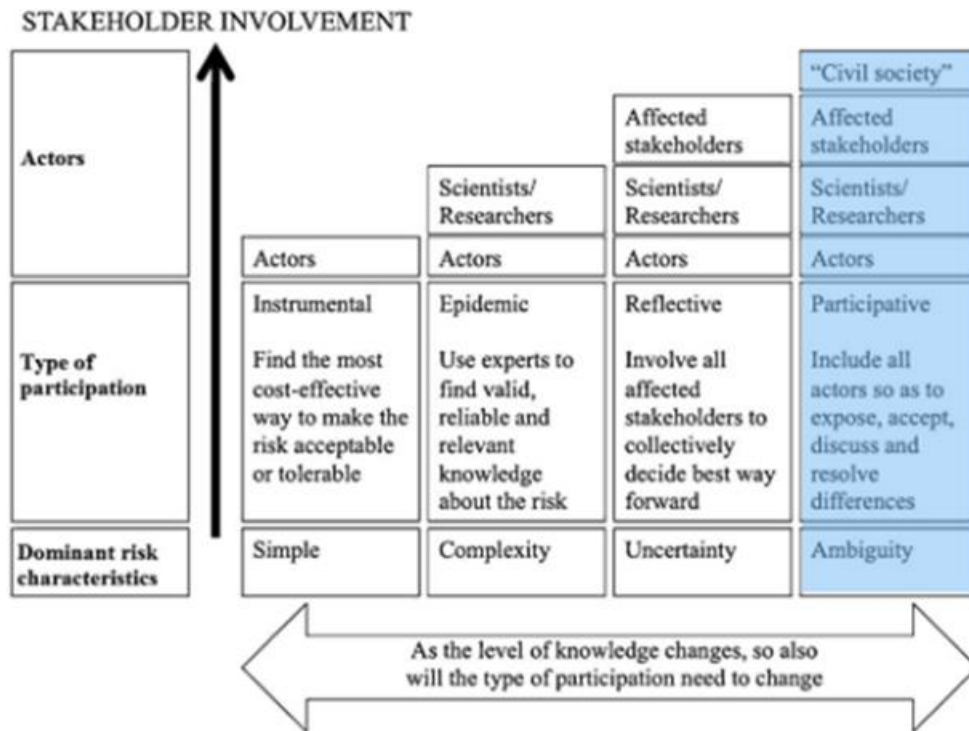 STAKEHOLDER INVOLVEMENT
Actors
"Civil society"
Affected
stakeholders
Affected
stakeholders
Scientists/
Researchers
Scientists/
Researchers
Scientists/
Researchers
Actors
Actors
Actors
Actors
Type of
participation
Instrumental
Find the most
cost-effective
way to make the
risk acceptable
or tolerable
Epidemic
Use experts to
find valid,
reliable and
relevant
knowledge
about the risk
Reflective
Involve all
affected
stakeholders to
collectively
decide best way
forward
Participative
Include all
actors so as to
expose, accept,
discuss and
resolve
differences
Dominant risk
characteristics
Simple
Complexity
Uncertainty
Ambiguity
As the level of knowledge changes, so also
will the type of participation need to change